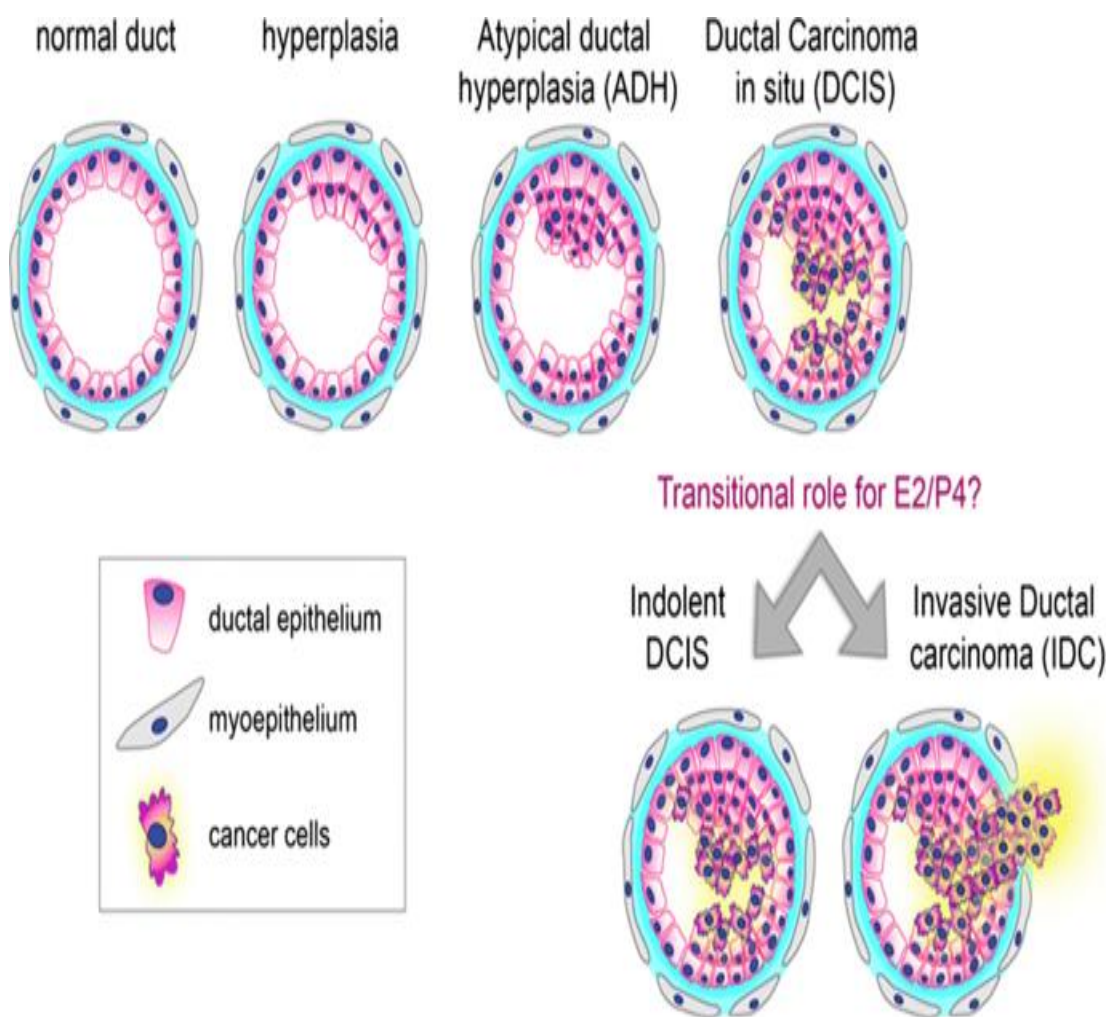 normal duct
hyperplasia
Atypical ductal
hyperplasia (ADH)
Ductal Carcinoma
in situ (DCIS)
Transitional role for E2/P4?
Indolent
DCIS
Invasive Ductal
carcinoma (IDC)
ductal epithelium
myoepithelium
cancer cells